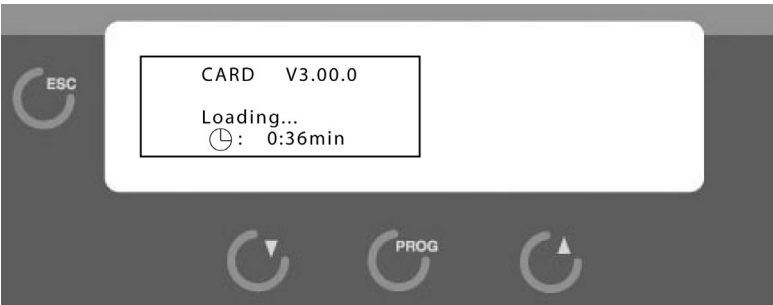 ESC
CARD V3.00.0
Loading...
: 0:36min
PROG